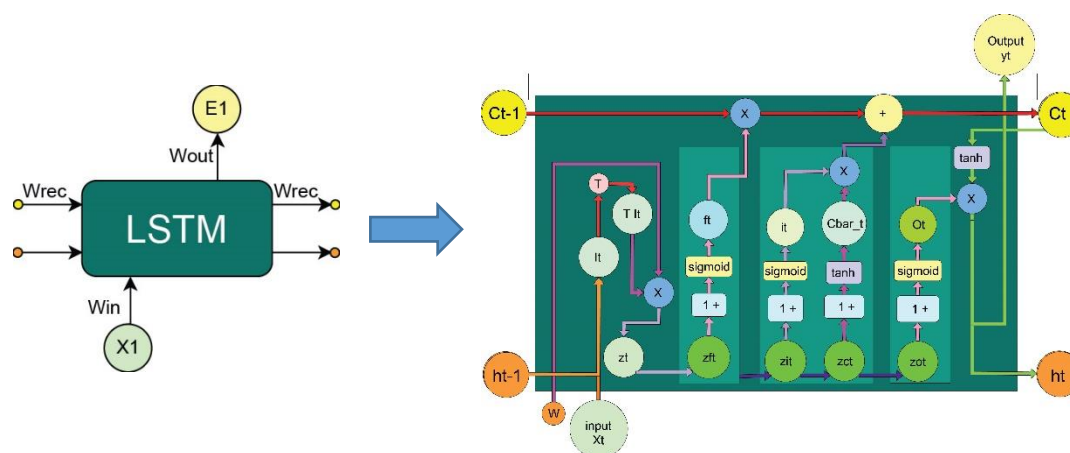 E1
Wout
Wrec
Wrec
LSTM
Win
X1
Output
yt
Ct-1
X
+
Ct
tanh
T
T It
X
X
ft
it
Cbar_t
Ot
It
sigmoid
sigmoid
tanh
sigmoid
X
1 +
1 +
1 +
1 +
zt
zft
zit
zct
zot
ht-1
ht
W
input
Xt